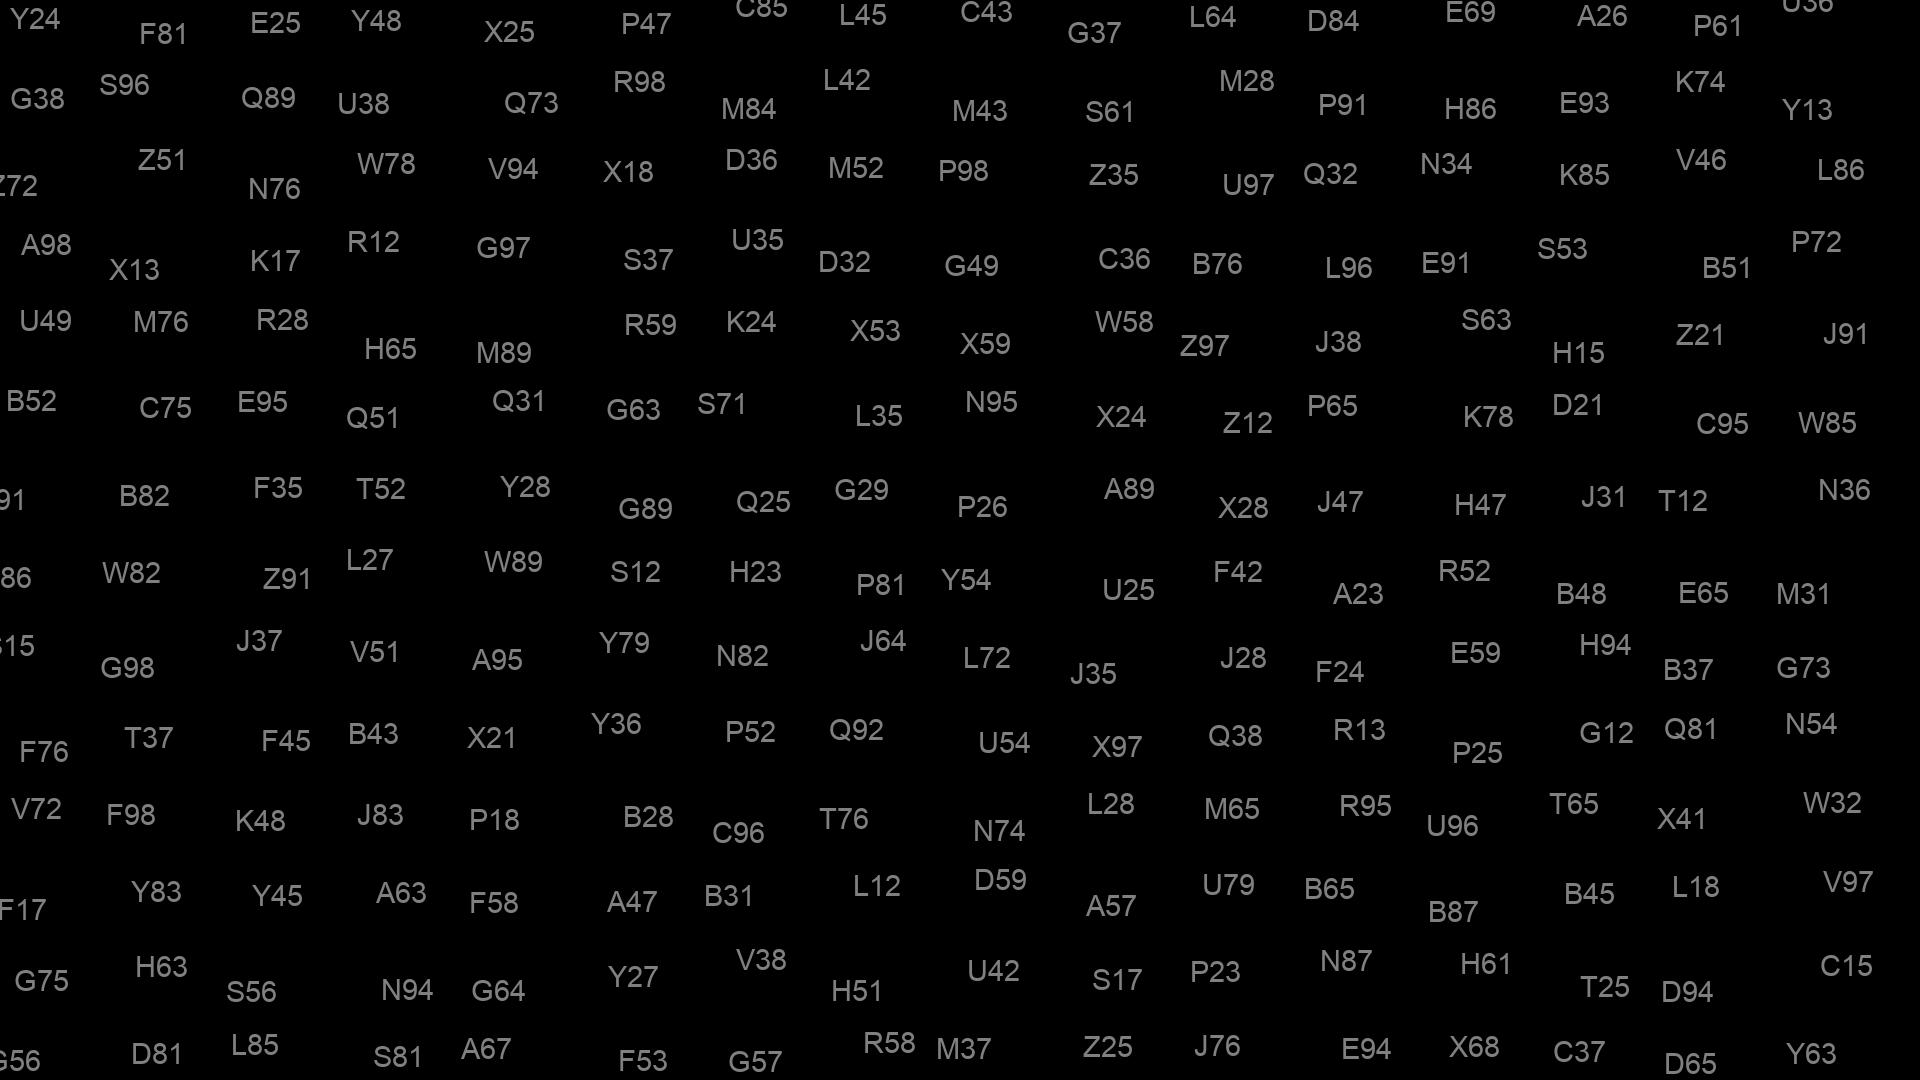 Y24 F81 E25 Y48 X25 P47 C85 L45 C43 G37 L64 D84 E69 A26 P61 U36
G38 S96 Q89 U38 Q73 R98 M84 L42 M43 S61 M28 P91 H86 E93 K74 Y13
Z72 Z51 N76 W78 V94 X18 D36 M52 P98 Z35 U97 Q32 N34 K85 V46 L86
A98 X13 K17 R12 G97 S37 U35 D32 G49 C36 B76 L96 E91 S53 B51 P72
U49 M76 R28 H65 M89 R59 K24 X53 X59 W58 Z97 J38 S63 H15 Z21 J91
B52 C75 E95 Q51 Q31 G63 S71 L35 N95 X24 Z12 P65 K78 D21 C95 W85
91 B82 F35 T52 Y28 G89 Q25 G29 P26 A89 X28 J47 H47 J31 T12 N36
86 W82 Z91 L27 W89 S12 H23 P81 Y54 U25 F42 A23 R52 B48 E65 M31
15 G98 J37 V51 A95 Y79 N82 J64 L72 J35 J28 F24 E59 H94 B37 G73
F76 T37 F45 B43 X21 Y36 P52 Q92 U54 X97 Q38 R13 P25 G12 Q81 N54
V72 F98 K48 J83 P18 B28 C96 T76 N74 L28 M65 R95 U96 T65 X41 W32
F17 Y83 Y45 A63 F58 A47 B31 L12 D59 A57 U79 B65 B87 B45 L18 V97
G75 H63 S56 N94 G64 Y27 V38 H51 U42 S17 P23 N87 H61 T25 D94 C15
G56 D81 L85 S81 A67 F53 G57 R58 M37 Z25 J76 E94 X68 C37 D65 Y63